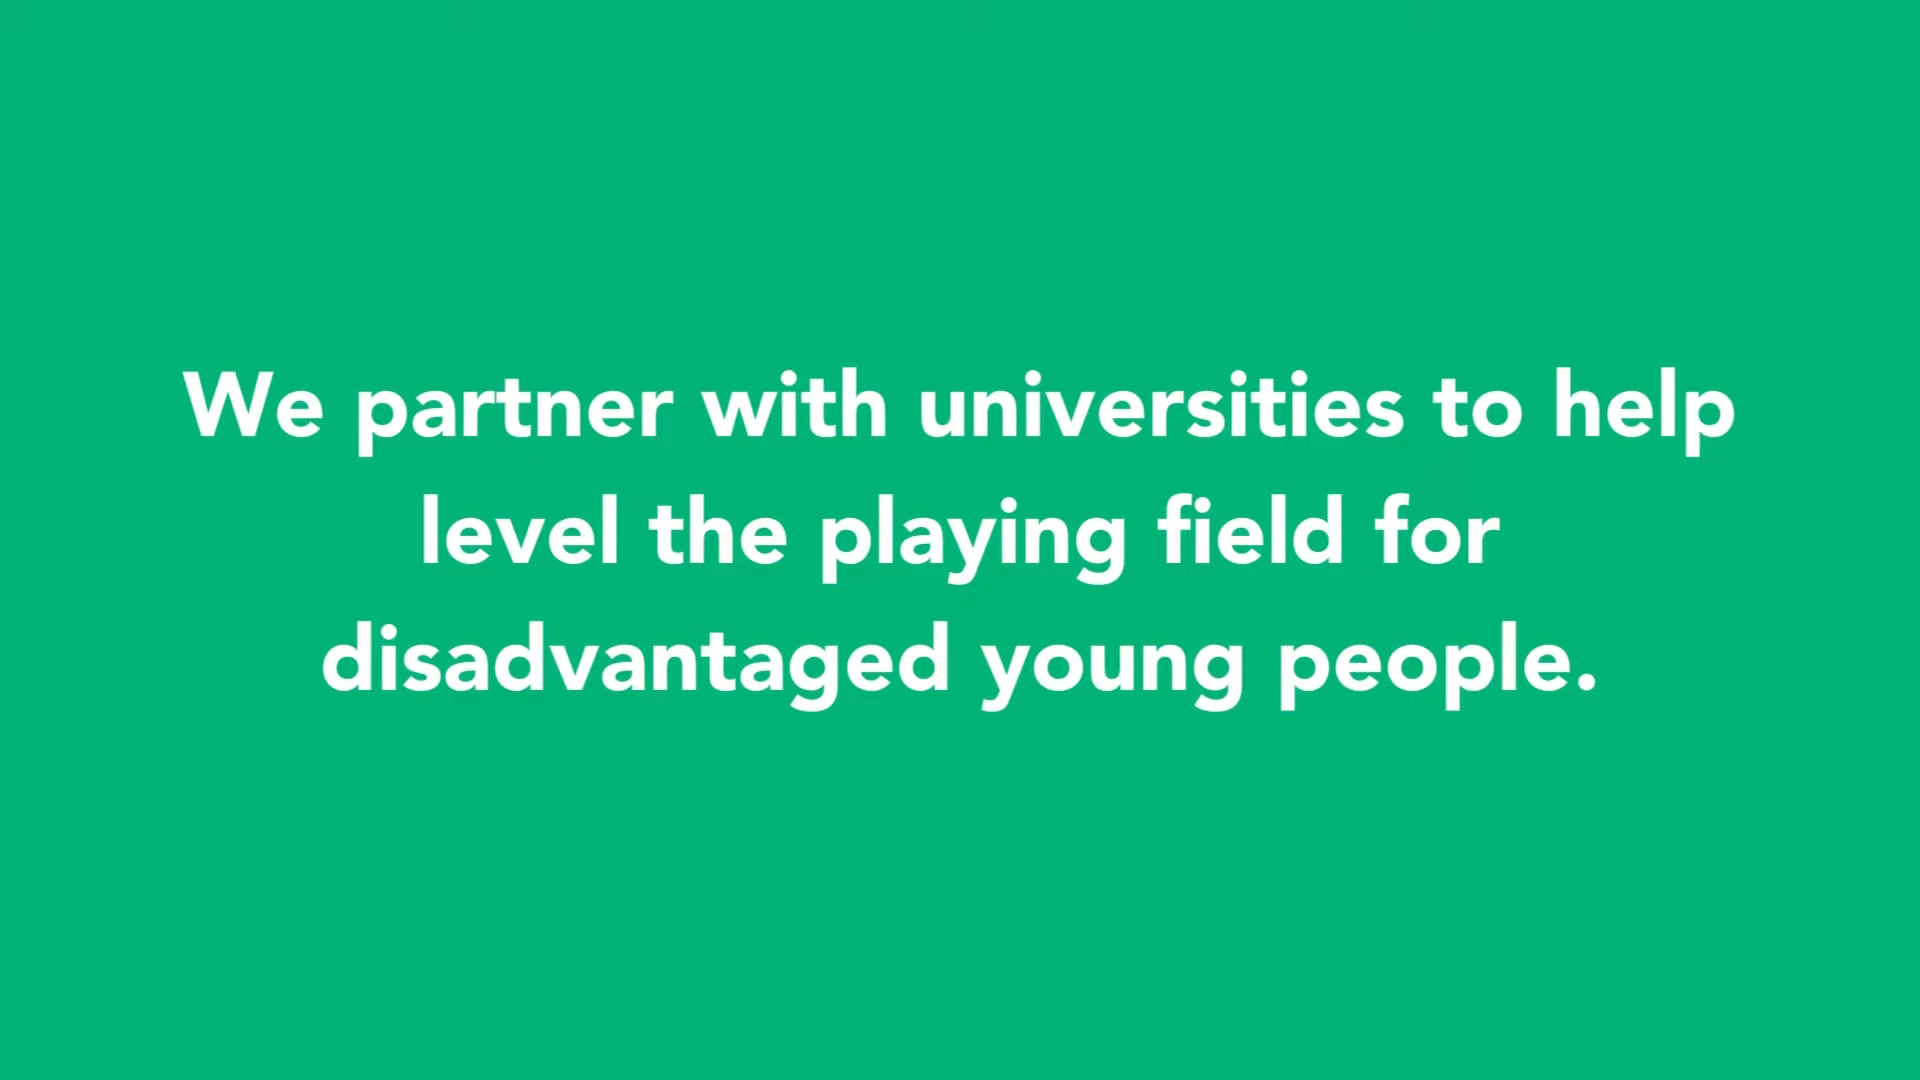 We partner with universities to help
level the playing field for
disadvantaged young people.